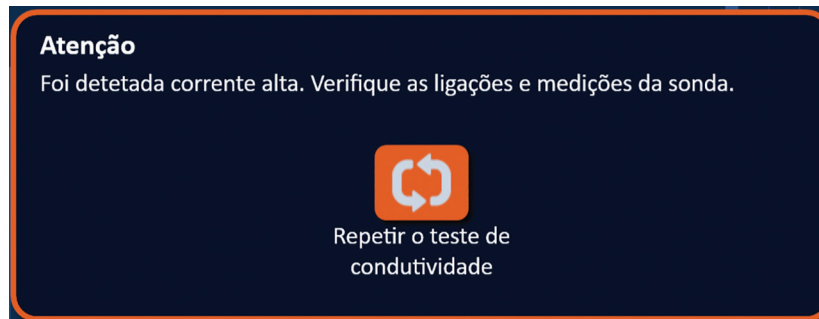 Atenção
Foi detetada corrente alta. Verifique as ligações e medições da sonda.
Repetir o teste de
condutividade